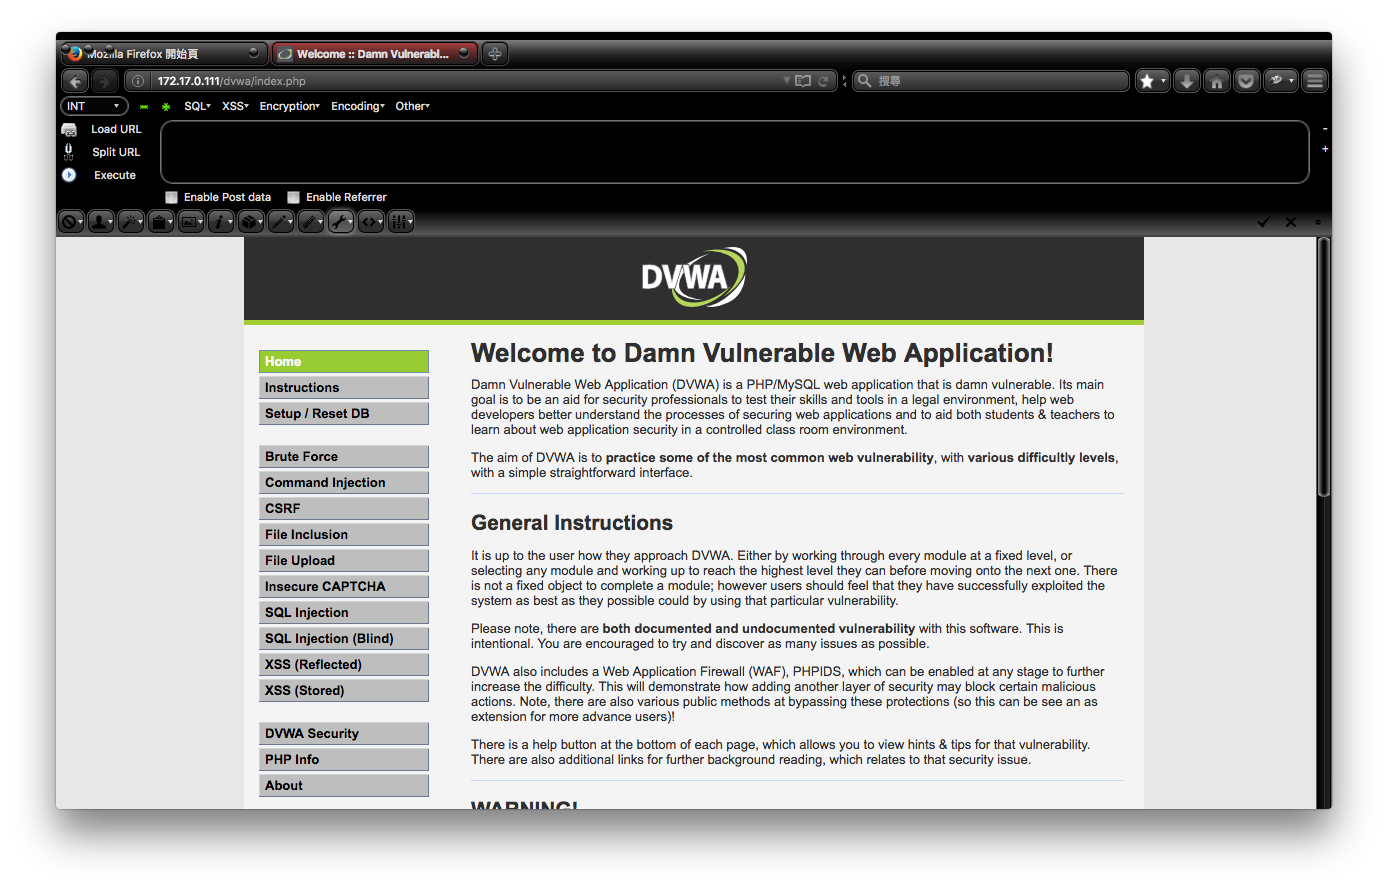 Mozilla Firefox 開始頁
Welcome :: Damn Vulnerabl...
172.17.0.111/dvwa/index.php
搜尋
INT
SQL
XSS
Encryption
Encoding
Other
Load URL
Split URL
Execute
Enable Post data
Enable Referrer
DVWA
Home
Instructions
Setup / Reset DB
Brute Force
Command Injection
CSRF
File Inclusion
File Upload
Insecure CAPTCHA
SQL Injection
SQL Injection (Blind)
XSS (Reflected)
XSS (Stored)
DVWA Security
PHP Info
About
Welcome to Damn Vulnerable Web Application!
Damn Vulnerable Web Application (DVWA) is a PHP/MySQL web application that is damn vulnerable. Its main
goal is to be an aid for security professionals to test their skills and tools in a legal environment, help web
developers better understand the processes of securing web applications and to aid both students & teachers to
learn about web application security in a controlled class room environment.
The aim of DVWA is to practice some of the most common web vulnerability, with various difficultly levels,
with a simple straightforward interface.
General Instructions
It is up to the user how they approach DVWA. Either by working through every module at a fixed level, or
selecting any module and working up to reach the highest level they can before moving onto the next one. There
is not a fixed object to complete a module; however users should feel that they have successfully exploited the
system as best as they possible could by using that particular vulnerability.
Please note, there are both documented and undocumented vulnerability with this software. This is
intentional. You are encouraged to try and discover as many issues as possible.
DVWA also includes a Web Application Firewall (WAF), PHPIDS, which can be enabled at any stage to further
increase the difficulty. This will demonstrate how adding another layer of security may block certain malicious
actions. Note, there are also various public methods at bypassing these protections (so this can be see an as
extension for more advance users)!
There is a help button at the bottom of each page, which allows you to view hints & tips for that vulnerability.
There are also additional links for further background reading, which relates to that security issue.
WARNING!